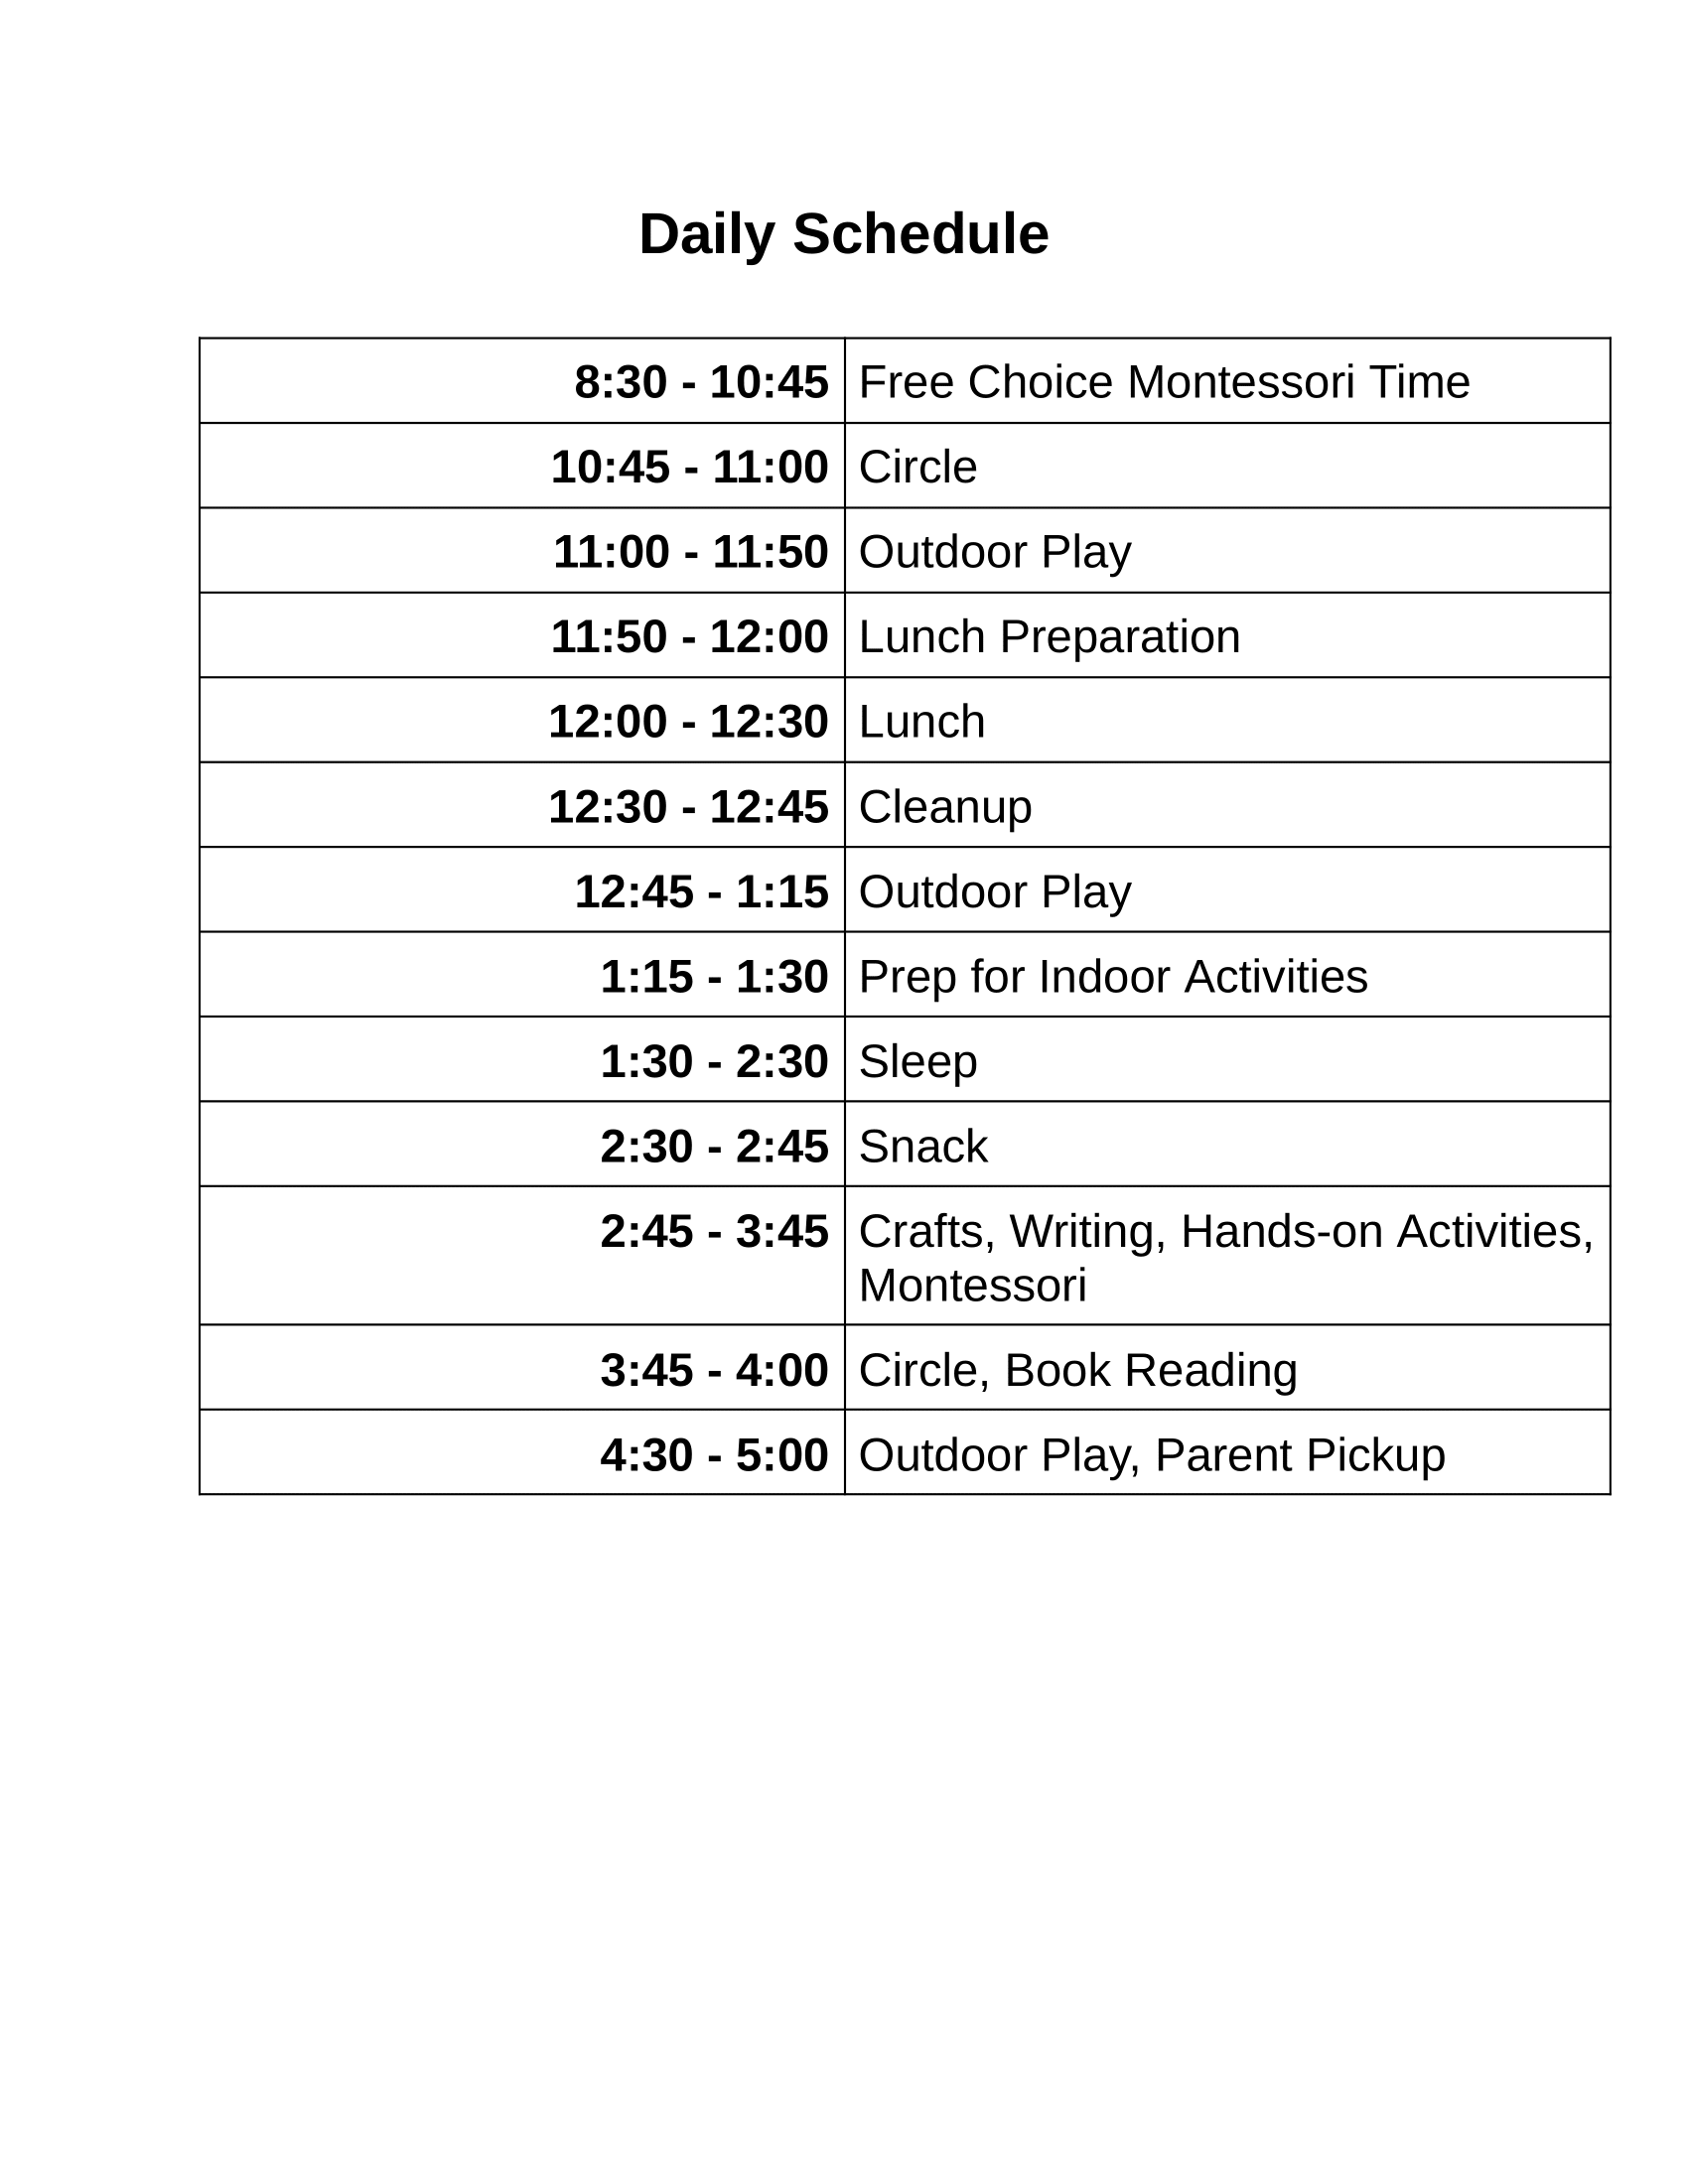 Daily Schedule
8:30 - 10:45 Free Choice Montessori Time
10:45 - 11:00 Circle
11:00 - 11:50 Outdoor Play
11:50 - 12:00 Lunch Preparation
12:00 - 12:30 Lunch
12:30 - 12:45 Cleanup
12:45 - 1:15 Outdoor Play
1:15 - 1:30 Prep for Indoor Activities
1:30 - 2:30 Sleep
2:30 - 2:45 Snack
2:45 - 3:45 Crafts, Writing, Hands-on Activities,
Montessori
3:45 - 4:00 Circle, Book Reading
4:30 - 5:00 Outdoor Play, Parent Pickup